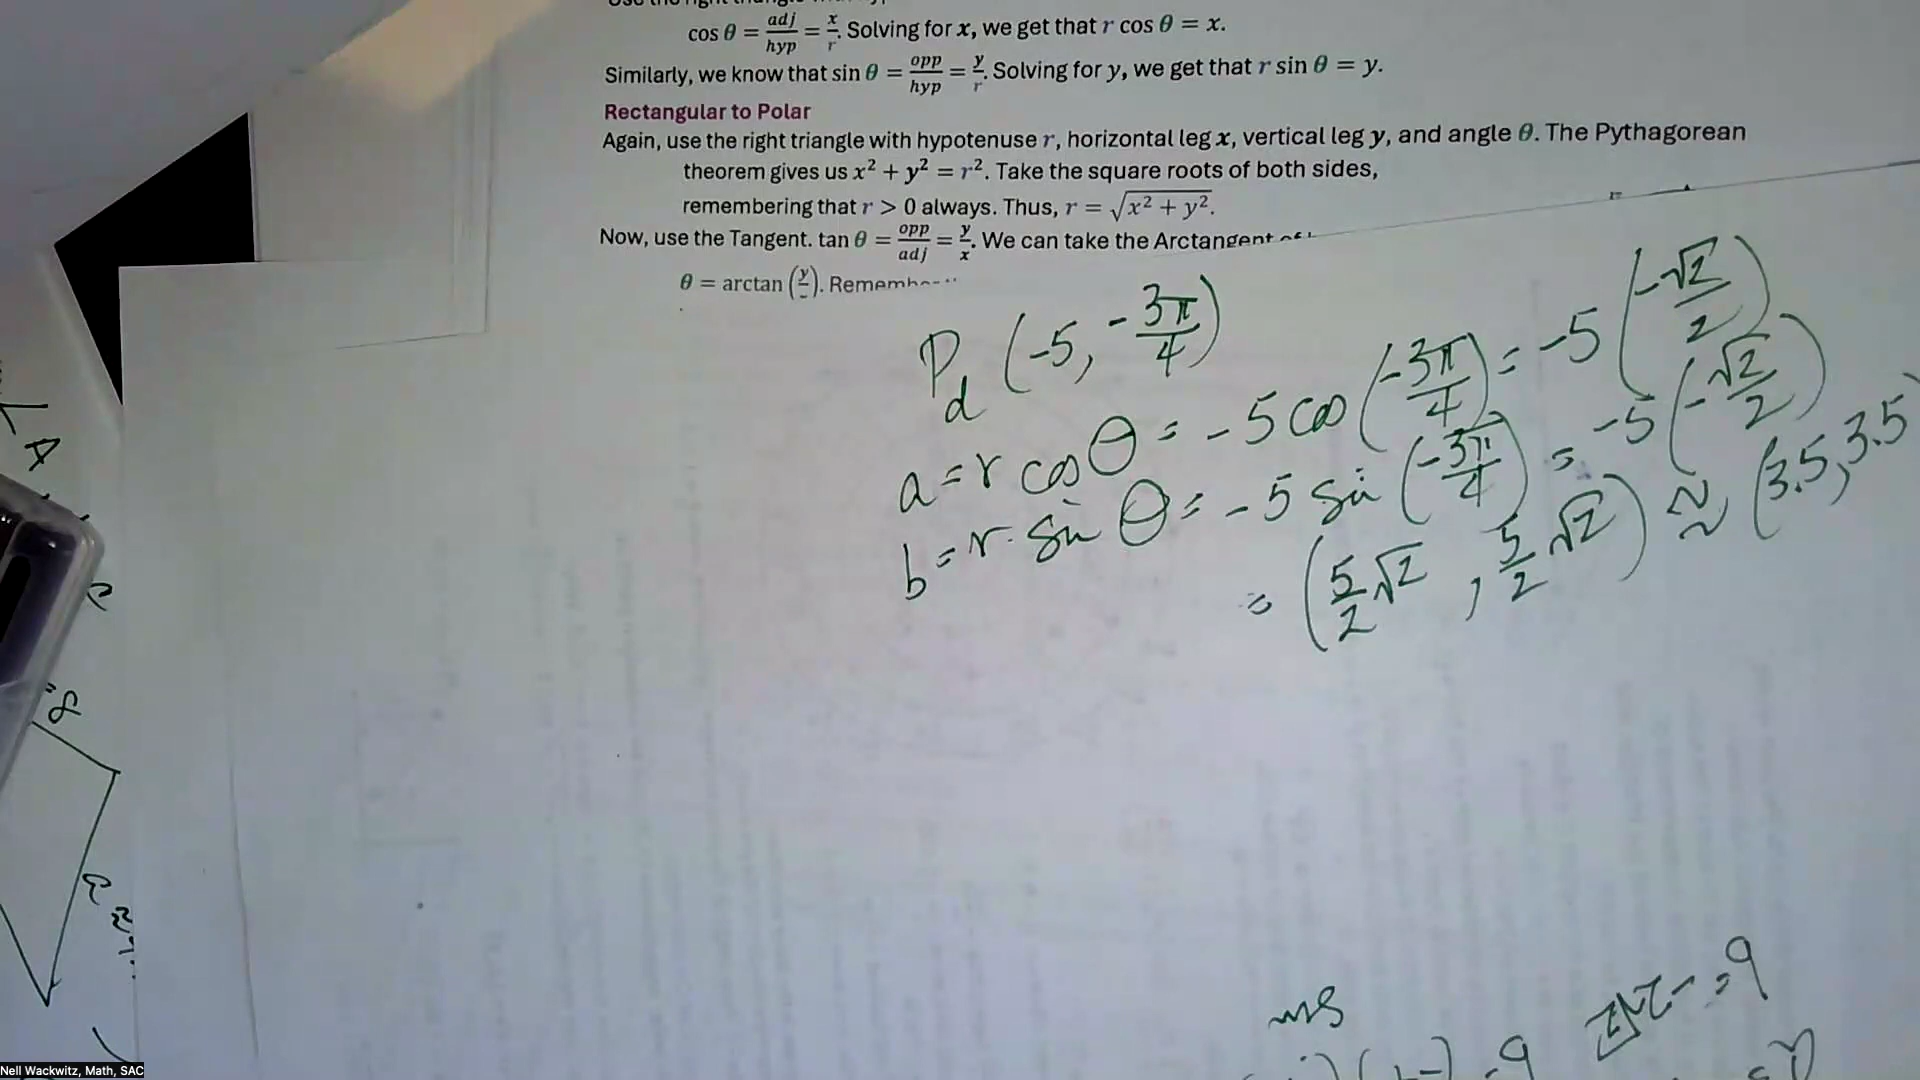 cos θ = adj/hyp = x/r. Solving for x, we get that r cos θ = x.
Similarly, we know that sin θ = opp/hyp = y/r. Solving for y, we get that r sin θ = y.
Rectangular to Polar
Again, use the right triangle with hypotenuse r, horizontal leg x, vertical leg y, and angle θ. The Pythagorean
theorem gives us x² + y² = r². Take the square roots of both sides,
remembering that r > 0 always. Thus, r = √(x² + y²).
Now, use the Tangent. tan θ = opp/adj = y/x. We can take the Arctangent of
θ = arctan (y/
P_d (-5, -3π/4)
a = r cos θ = -5 cos (-3π/4) = -5 (-√2/2)
b = r · sin θ = -5 sin (-3π/4) = -5 (-√2/2)
= (5/2 √2, 5/2 √2) ≈ (3.5, 3.5)
A
= 8
a
Nell Wackwitz, Math, SAC